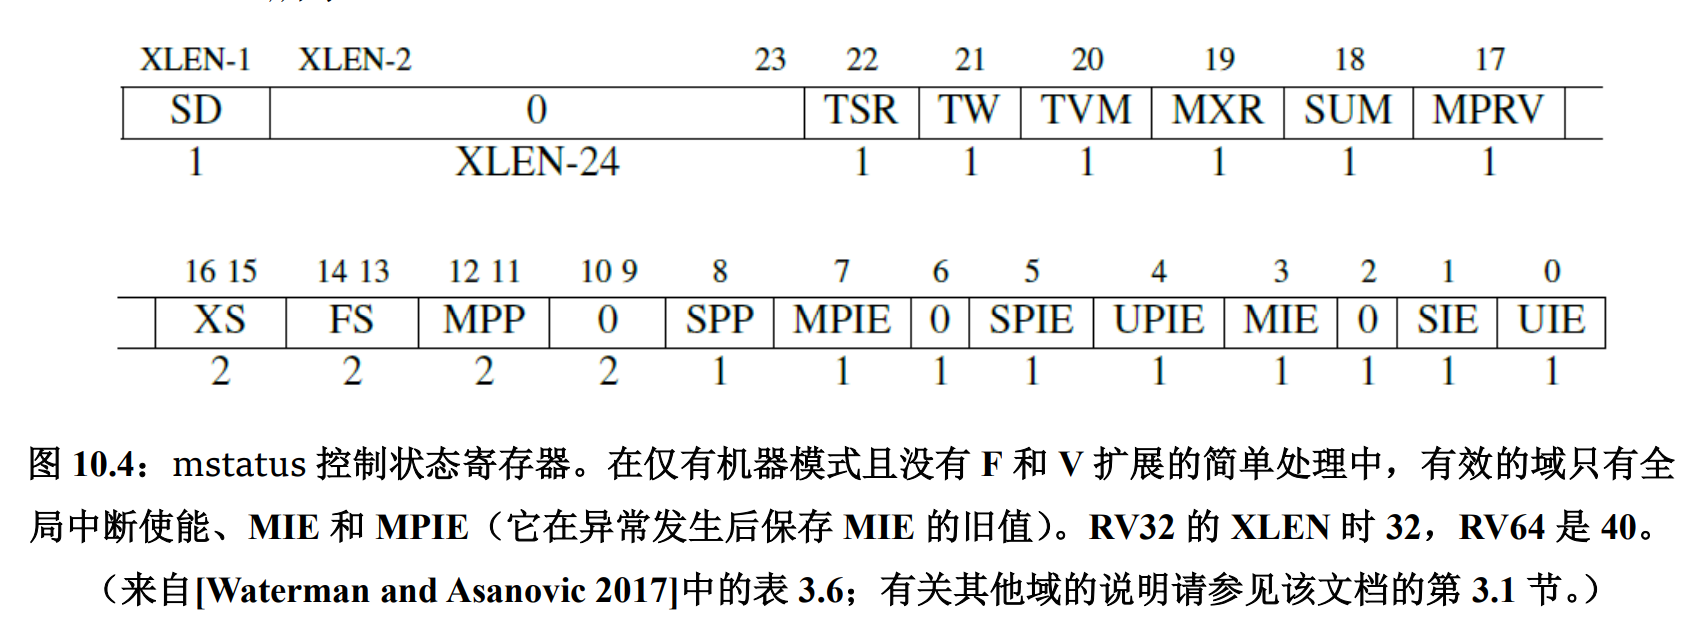 XLEN-1 XLEN-2 23 22 21 20 19 18 17
SD 0 TSR TW TVM MXR SUM MPRV
1 XLEN-24 1 1 1 1 1 1
16 15 14 13 12 11 10 9 8 7 6 5 4 3 2 1 0
XS FS MPP 0 SPP MPIE 0 SPIE UPIE MIE 0 SIE UIE
2 2 2 2 1 1 1 1 1 1 1 1 1
图 10.4：mstatus 控制状态寄存器。在仅有机器模式且没有 F 和 V 扩展的简单处理中，有效的域只有全
局中断使能、MIE 和 MPIE（它在异常发生后保存 MIE 的旧值）。RV32 的 XLEN 时 32，RV64 是 40。
（来自[Waterman and Asanovic 2017]中的表 3.6；有关其他域的说明请参见该文档的第 3.1 节。）